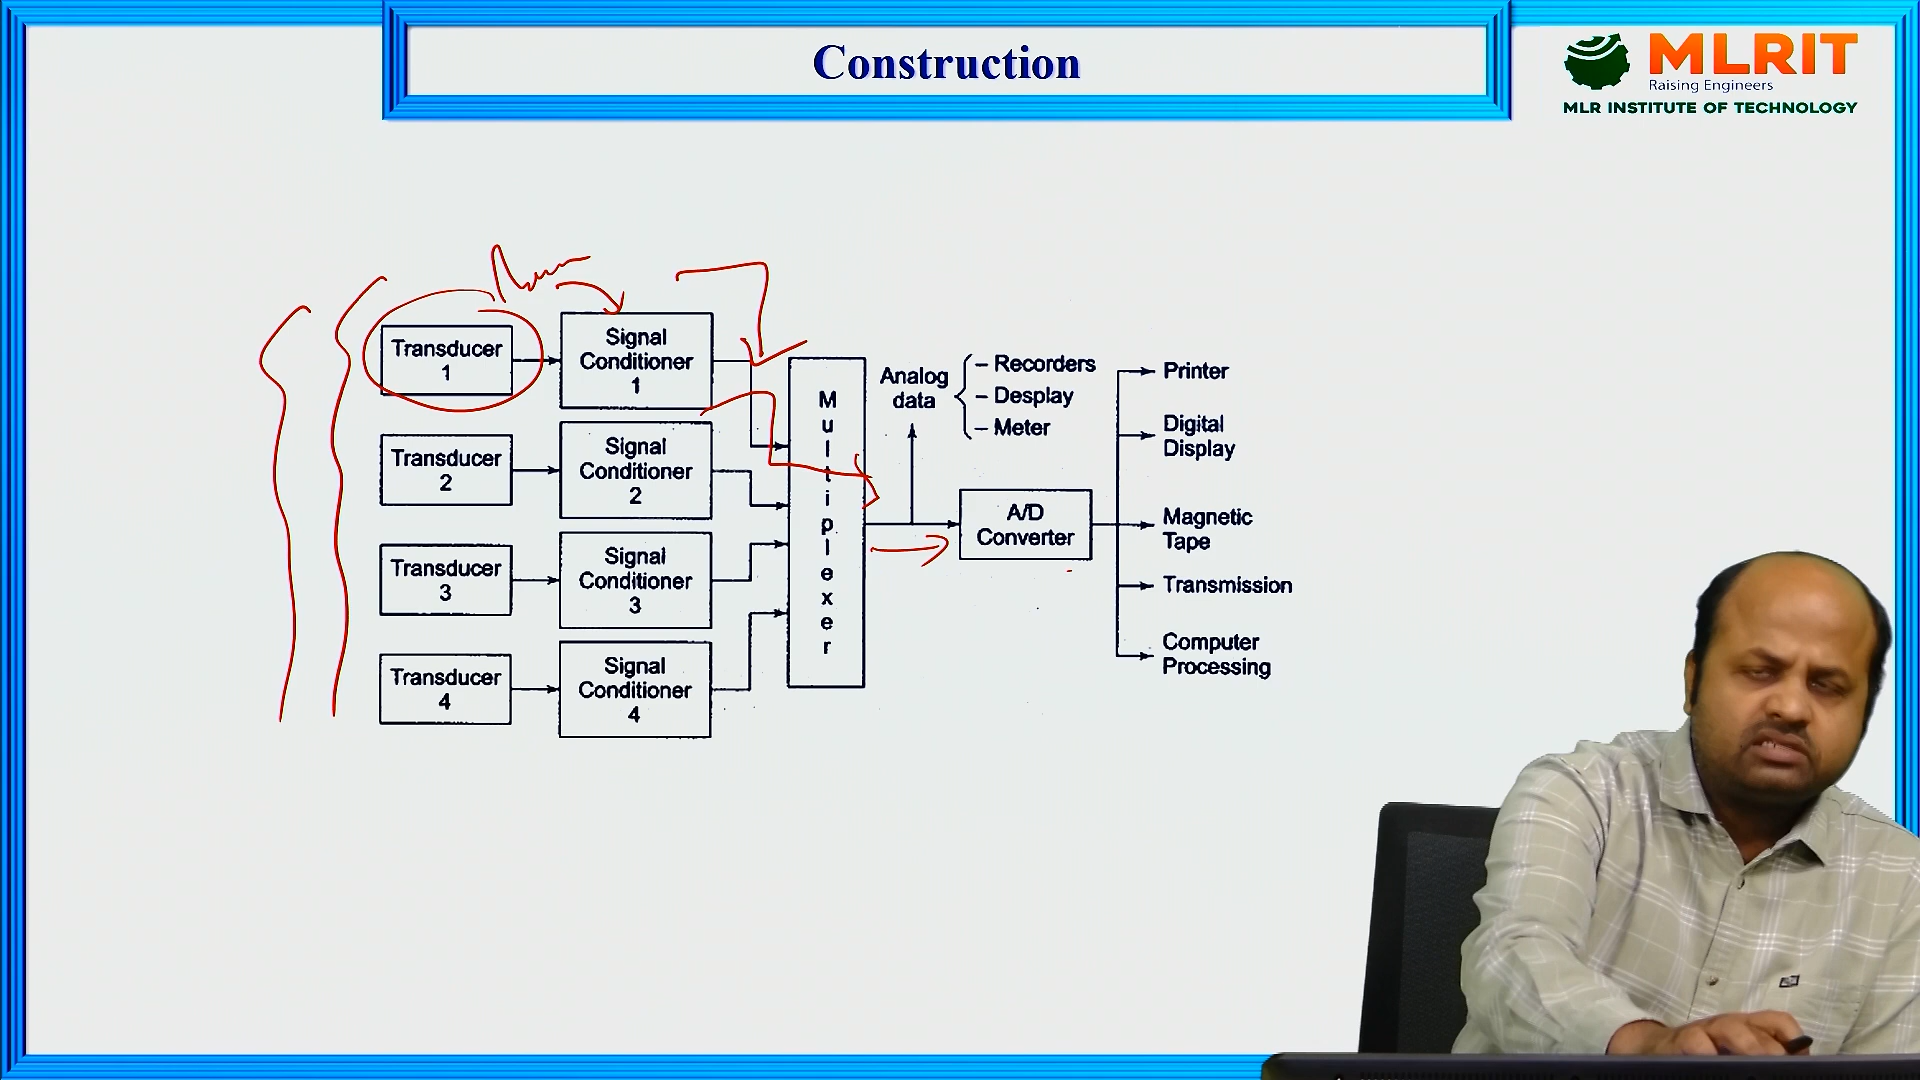 Construction
MLRIT
Raising Engineers
MLR INSTITUTE OF TECHNOLOGY
Transducer
1
Signal
Conditioner
1
Transducer
2
Signal
Conditioner
2
Transducer
3
Signal
Conditioner
3
Transducer
4
Signal
Conditioner
4
Multiplexer
Analog
data
– Recorders
– Desplay
– Meter
A/D
Converter
Printer
Digital
Display
Magnetic
Tape
Transmission
Computer
Processing